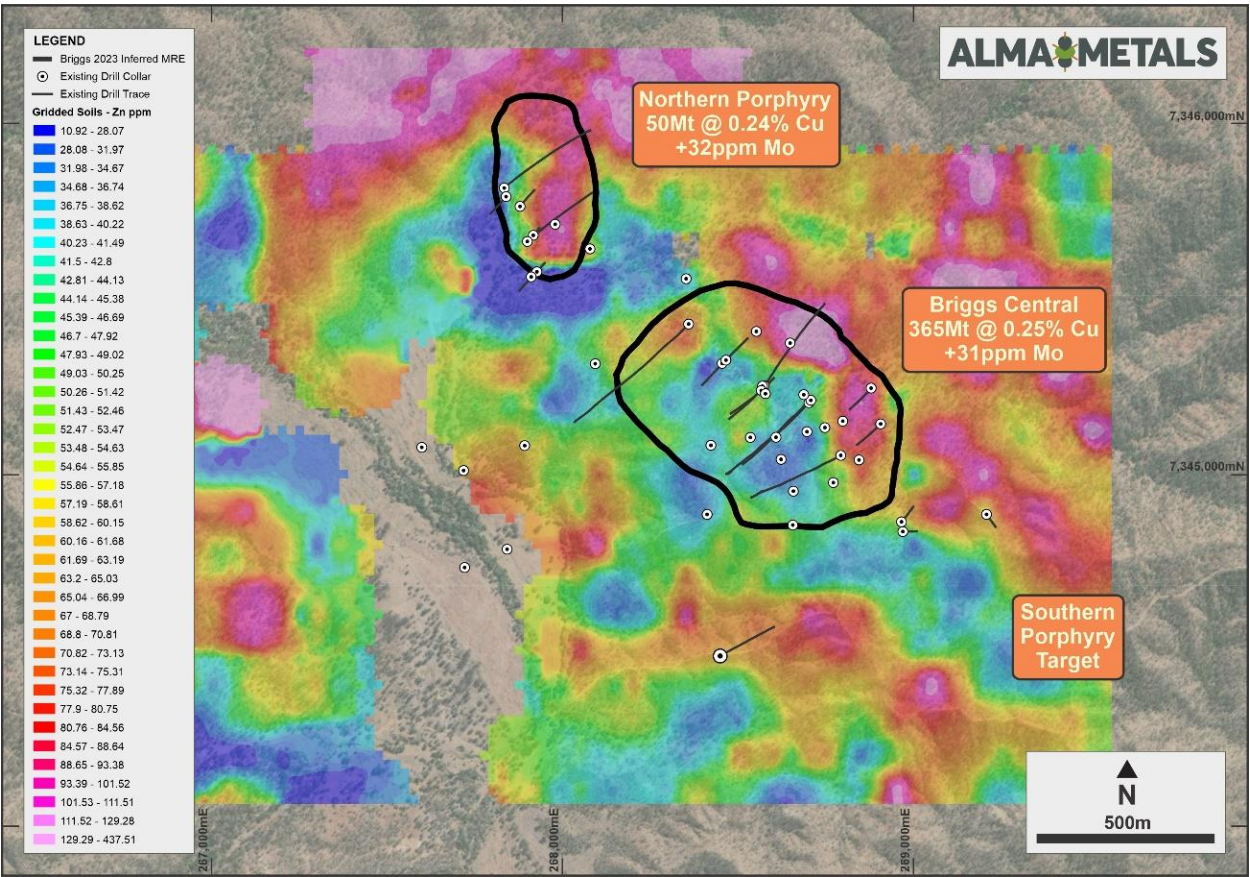 LEGEND
Briggs 2023 Inferred MRE
Existing Drill Collar
Existing Drill Trace
Gridded Soils - Zn ppm
10.92 - 28.07
28.08 - 31.97
31.98 - 34.67
34.68 - 36.74
36.75 - 38.62
38.63 - 40.22
40.23 - 41.49
41.5 - 42.8
42.81 - 44.13
44.14 - 45.38
45.39 - 46.69
46.7 - 47.92
47.93 - 49.02
49.03 - 50.25
50.26 - 51.42
51.43 - 52.46
52.47 - 53.47
53.48 - 54.63
54.64 - 55.85
55.86 - 57.18
57.19 - 58.61
58.62 - 60.15
60.16 - 61.68
61.69 - 63.19
63.2 - 65.03
65.04 - 66.99
67 - 68.79
68.8 - 70.81
70.82 - 73.13
73.14 - 75.31
75.32 - 77.89
77.9 - 80.75
80.76 - 84.56
84.57 - 88.64
88.65 - 93.38
93.39 - 101.52
101.53 - 111.51
111.52 - 129.28
129.29 - 437.51
ALMA METALS
Northern Porphyry
50Mt @ 0.24% Cu
+32ppm Mo
7,346,000mN
Briggs Central
365Mt @ 0.25% Cu
+31ppm Mo
7,345,000mN
Southern
Porphyry
Target
N
500m
267,000mE
268,000mE
269,000mE